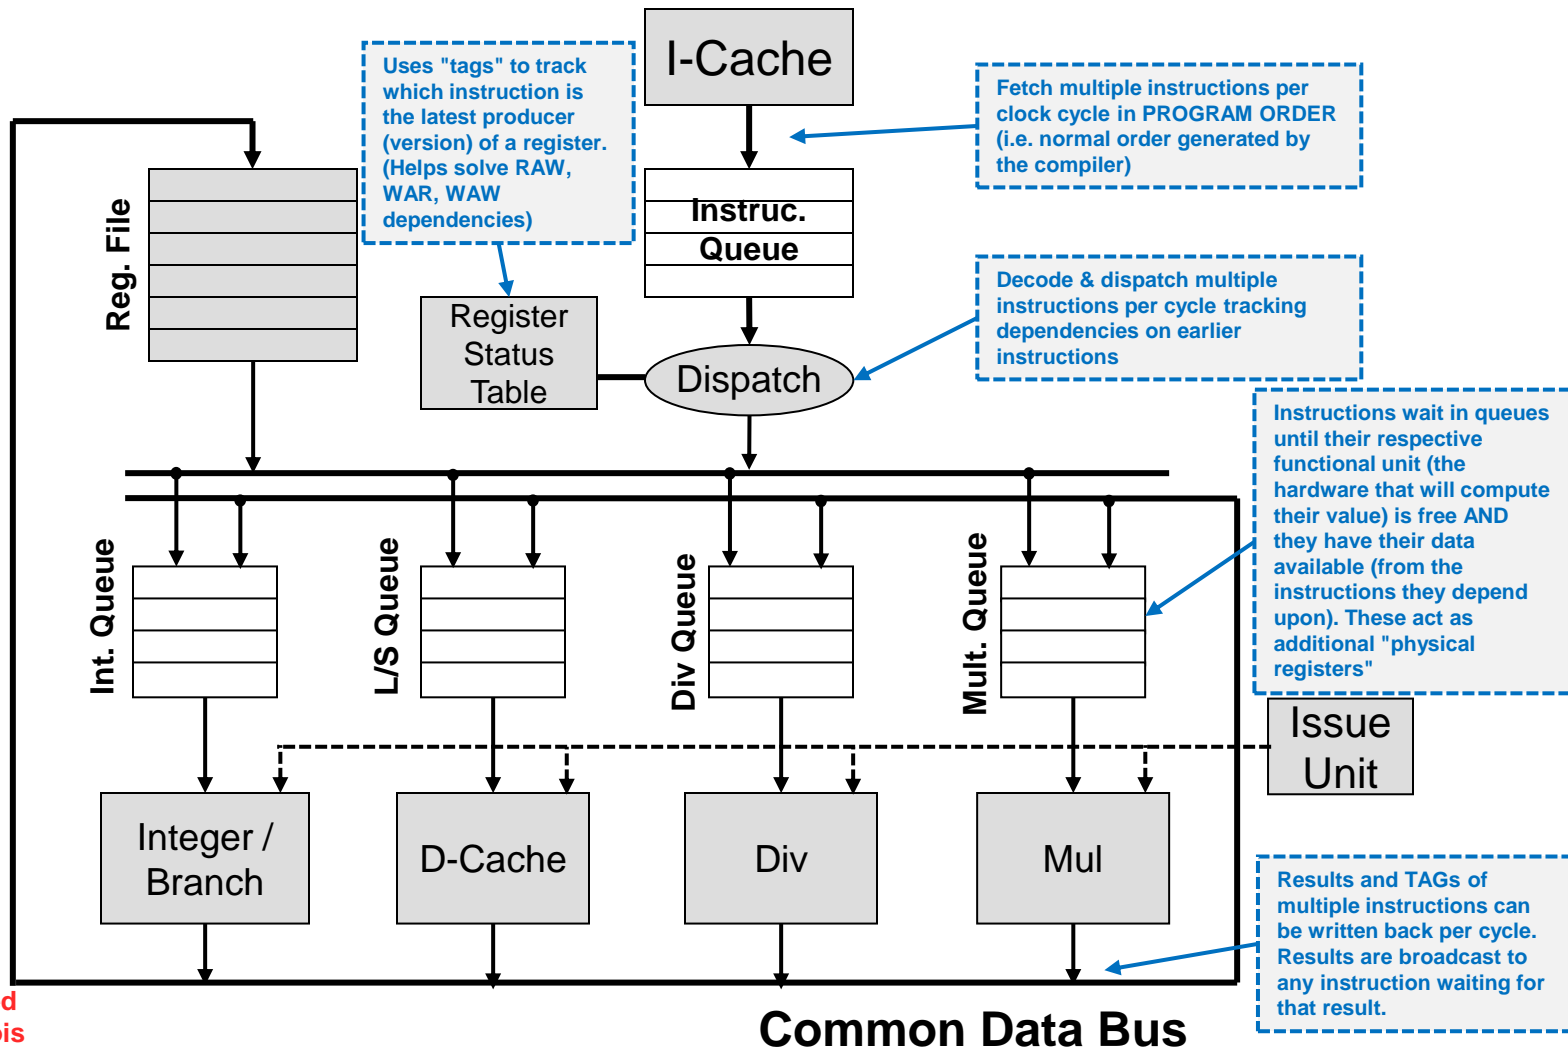 I-Cache
Uses "tags" to track
which instruction is
the latest producer
(version) of a register.
(Helps solve RAW,
WAR, WAW
dependencies)
Fetch multiple instructions per
clock cycle in PROGRAM ORDER
(i.e. normal order generated by
the compiler)
Reg. File
Instruc.
Queue
Register
Status
Table
Dispatch
Decode & dispatch multiple
instructions per cycle tracking
dependencies on earlier
instructions
Instructions wait in queues
until their respective
functional unit (the
hardware that will compute
their value) is free AND
they have their data
available (from the
instructions they depend
upon). These act as
additional "physical
registers"
Int. Queue
L/S Queue
Div Queue
Mult. Queue
Issue
Unit
Integer /
Branch
D-Cache
Div
Mul
Results and TAGs of
multiple instructions can
be written back per cycle.
Results are broadcast to
any instruction waiting for
that result.
Common Data Bus